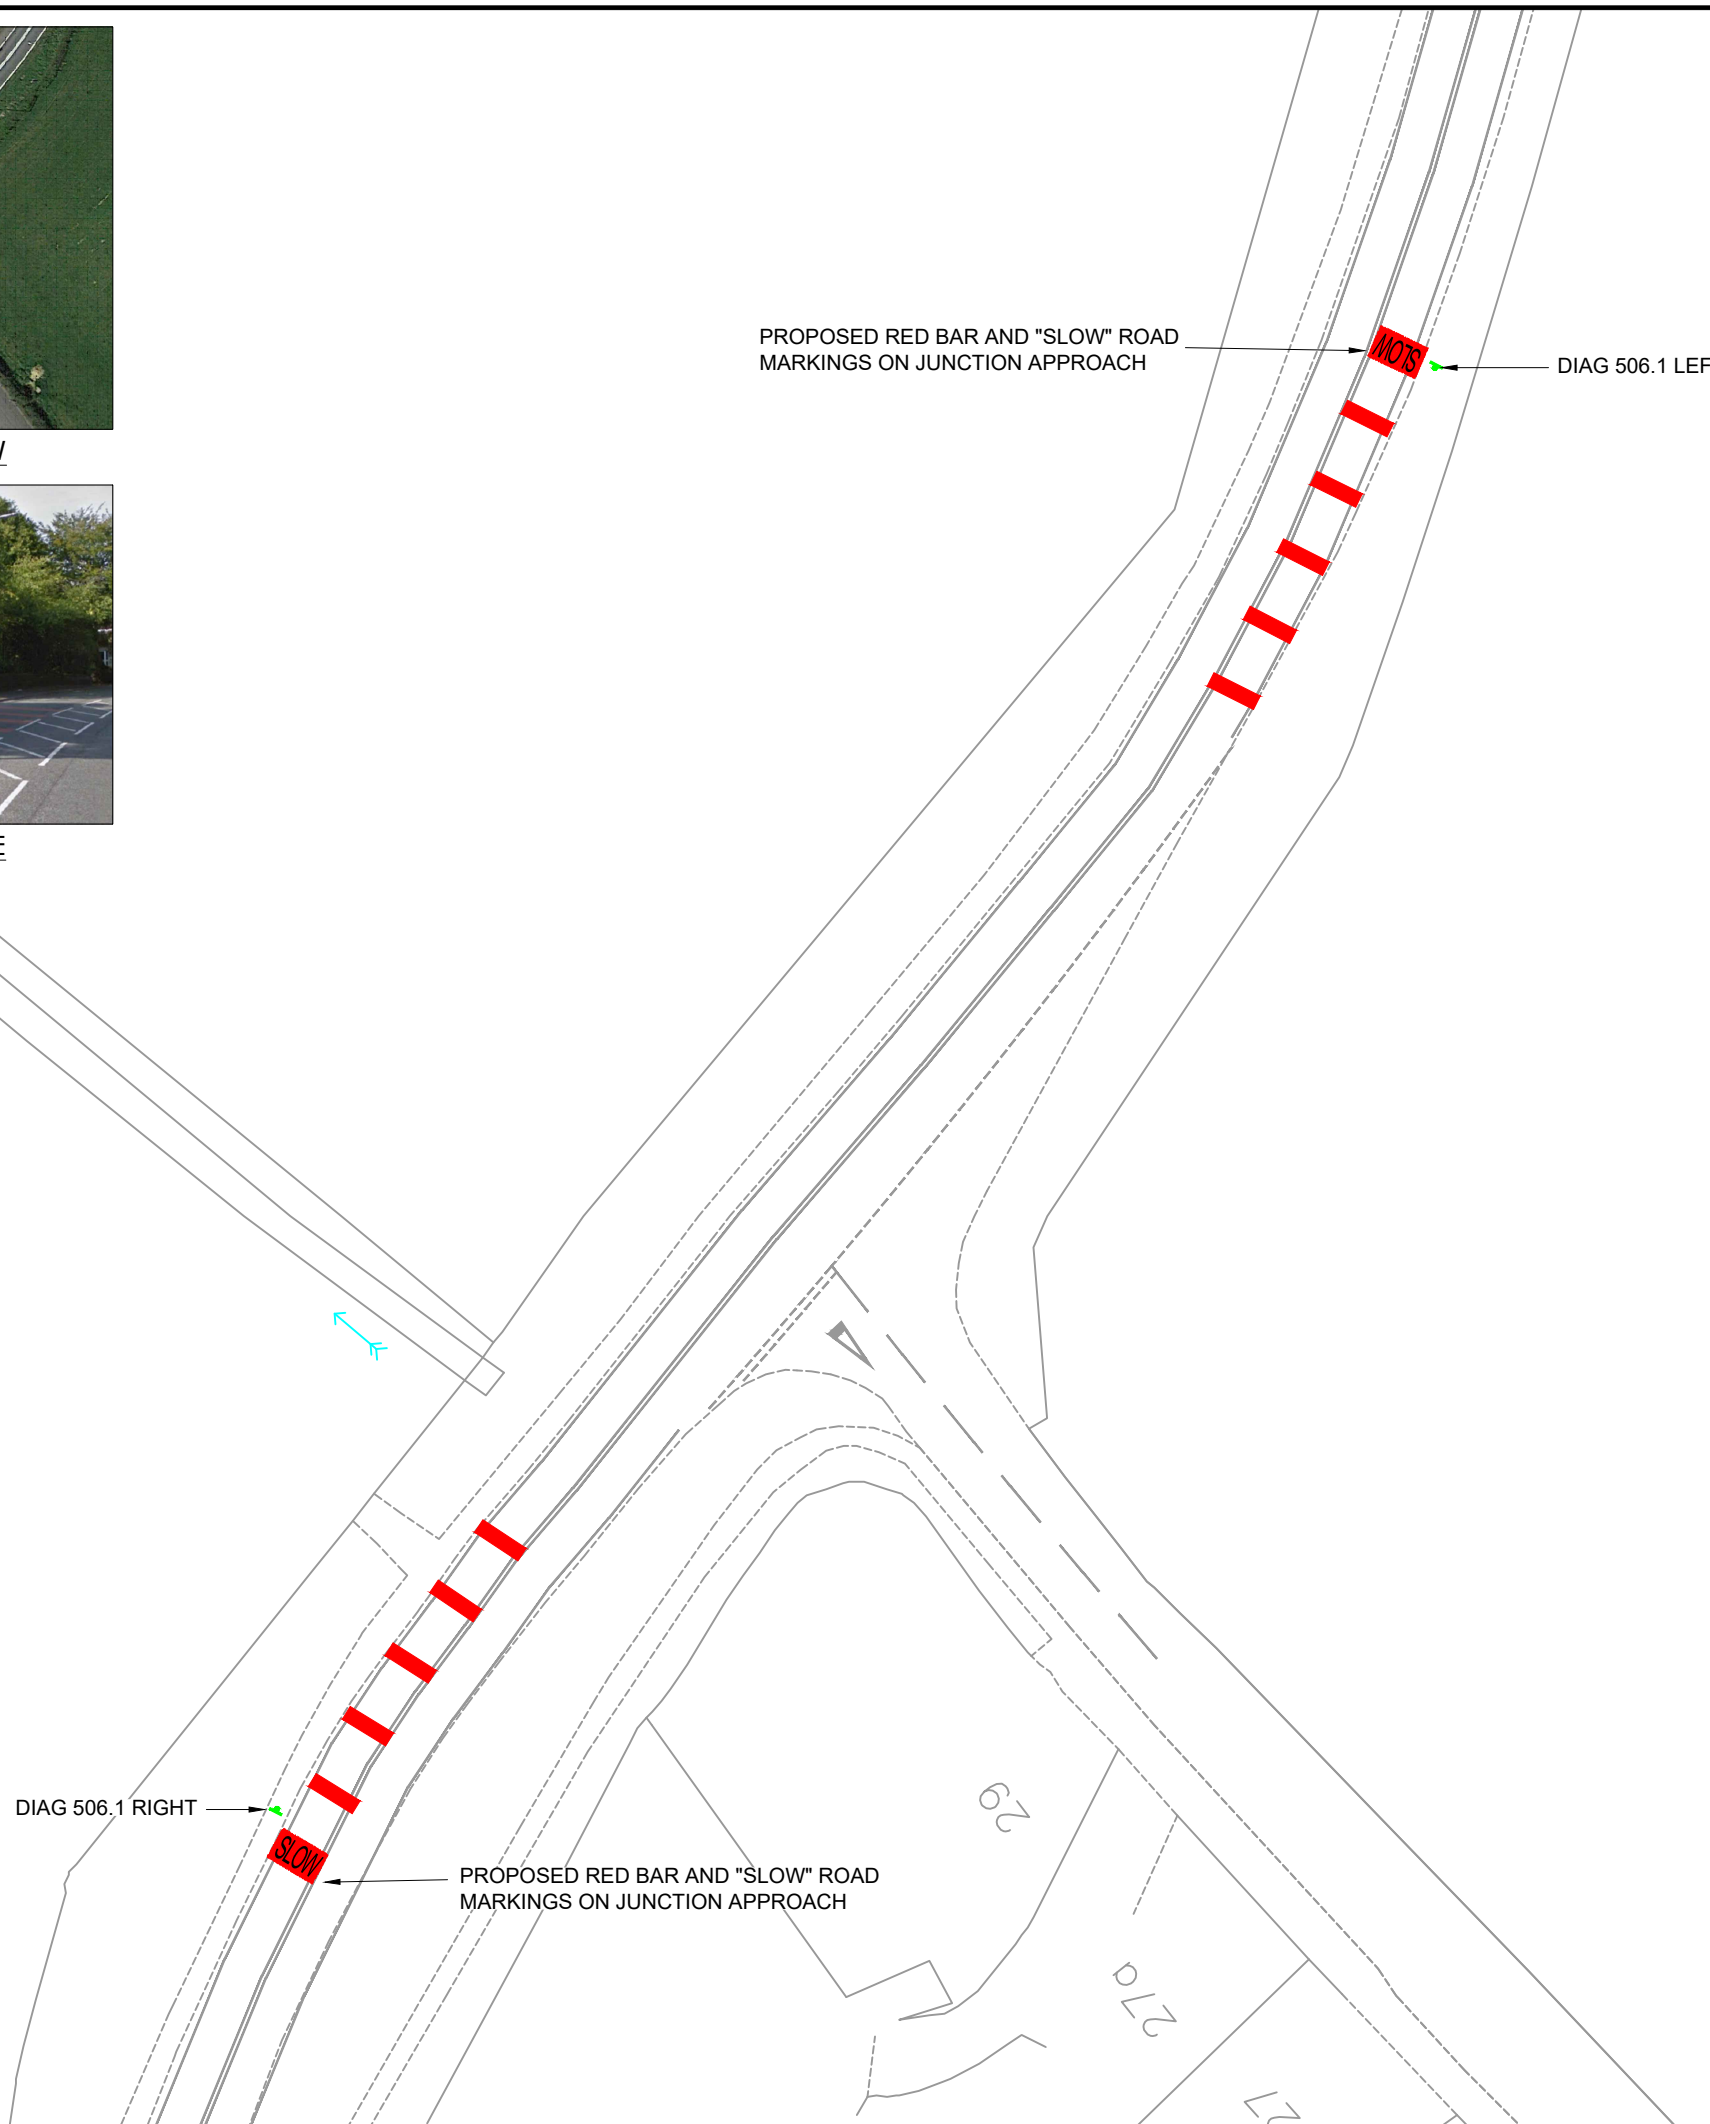 PROPOSED RED BAR AND "SLOW" ROAD
MARKINGS ON JUNCTION APPROACH
SLOW
DIAG 506.1 LEF
DIAG 506.1 RIGHT
SLOW
PROPOSED RED BAR AND "SLOW" ROAD
MARKINGS ON JUNCTION APPROACH
29
27a
27